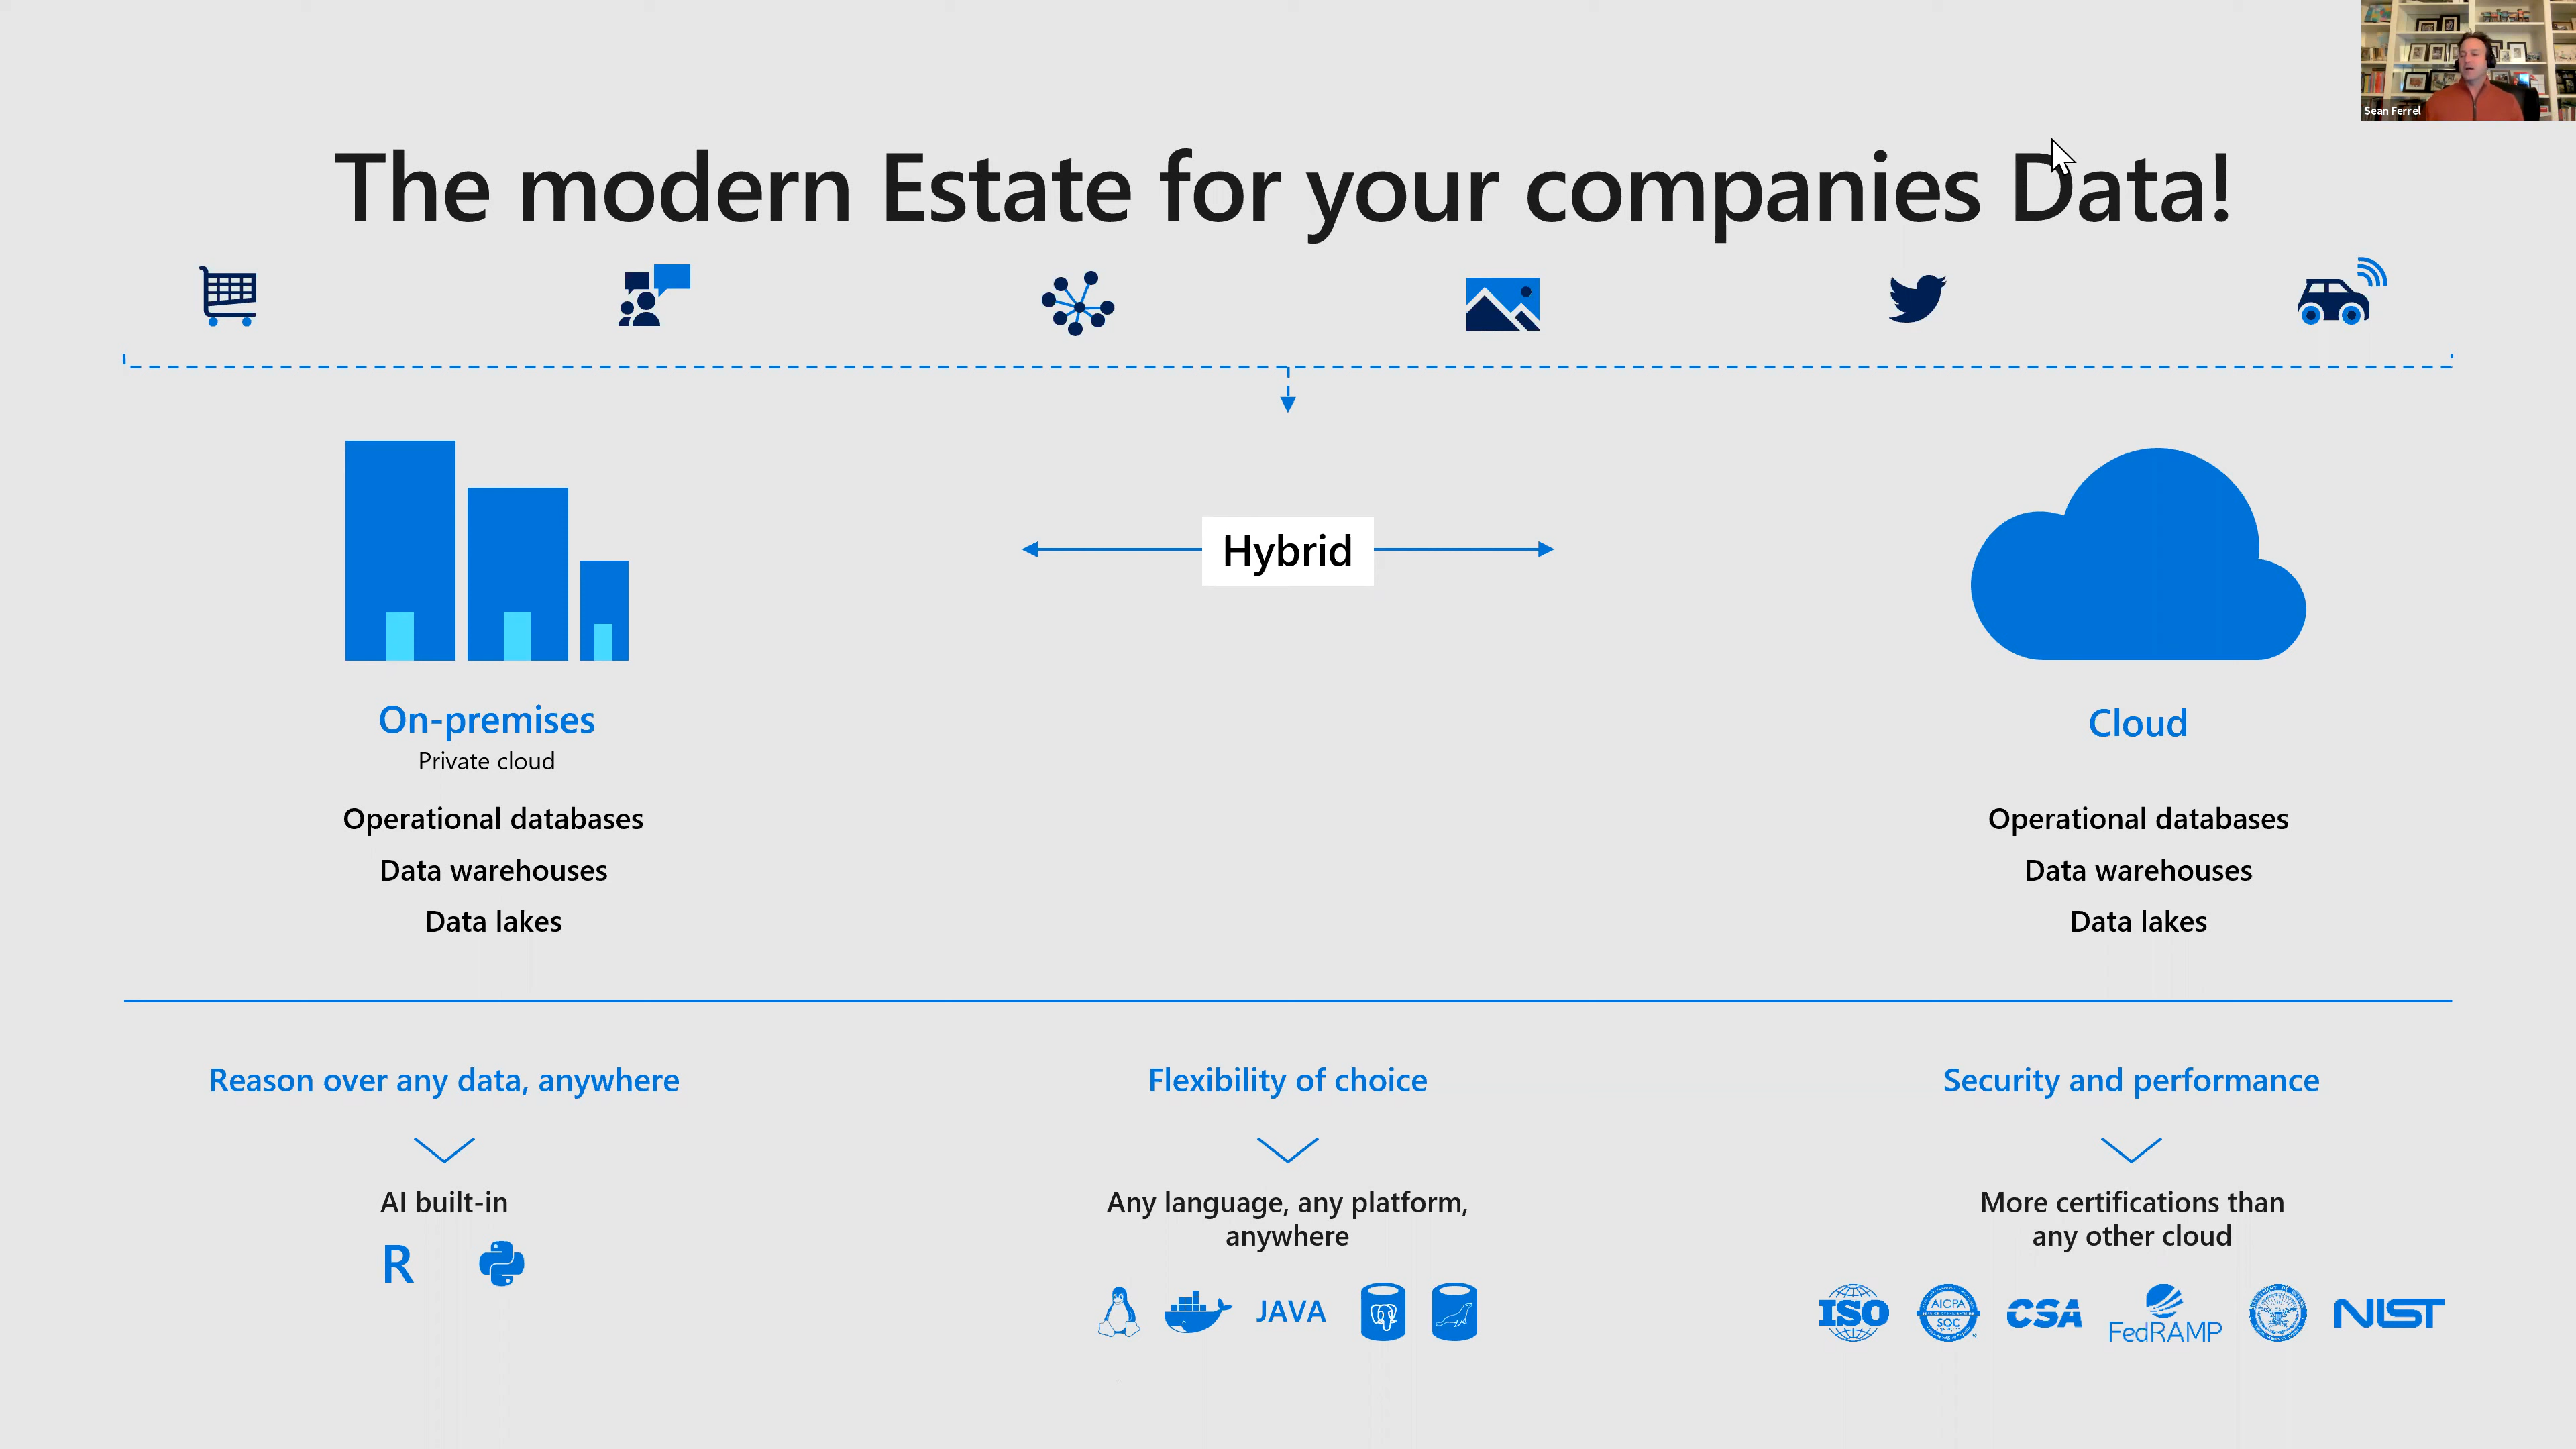 Sean Ferrel
The modern Estate for your companies Data!
Hybrid
On-premises
Private cloud
Operational databases
Data warehouses
Data lakes
Cloud
Operational databases
Data warehouses
Data lakes
Reason over any data, anywhere
AI built-in
R
Flexibility of choice
Any language, any platform,
anywhere
JAVA
Security and performance
More certifications than
any other cloud
ISO
AICPA
SOC
CSA
FedRAMP
NIST